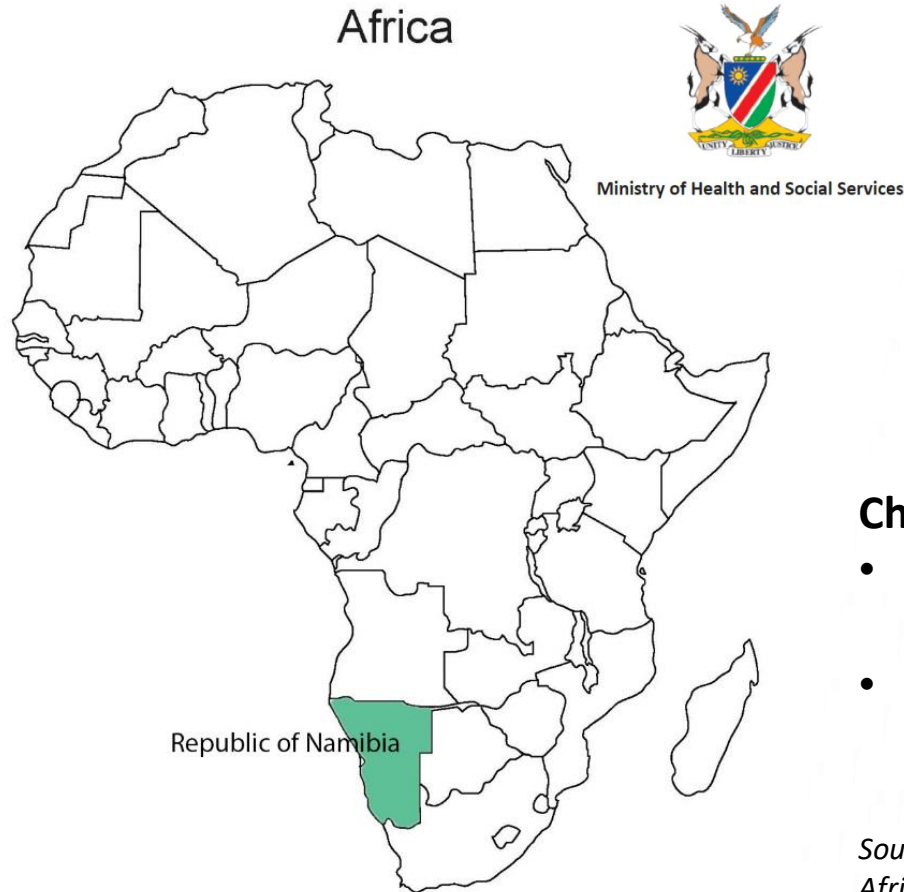 Africa
UNITY LIBERTY JUSTICE
Ministry of Health and Social Services
Republic of Namibia
Ch
•
•
Sou
Afri